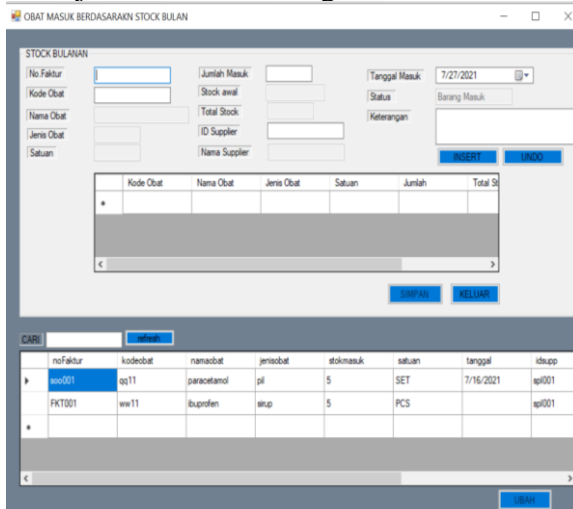 OBAT MASUK BERDASARAKN STOCK BULAN
STOCK BULANAN
No.Faktur Jumlah Masuk Tanggal Masuk 7/27/2021
Kode Obat Stock awal Status Barang Masuk
Nama Obat Total Stock Keterangan
Jenis Obat ID Supplier
Satuan Nama Supplier INSERT UNDO
Kode Obat Nama Obat Jenis Obat Satuan Jumlah Total St
SIMPAN KELUAR
CARI refresh
noFaktur kodeobat namaobat jenisobat stokmasuk satuan tanggal idsupp
soo001 qq11 paracetamol pil 5 SET 7/16/2021 spl001
FKT001 ww11 ibuprofen sirup 5 PCS spl001
UBAH